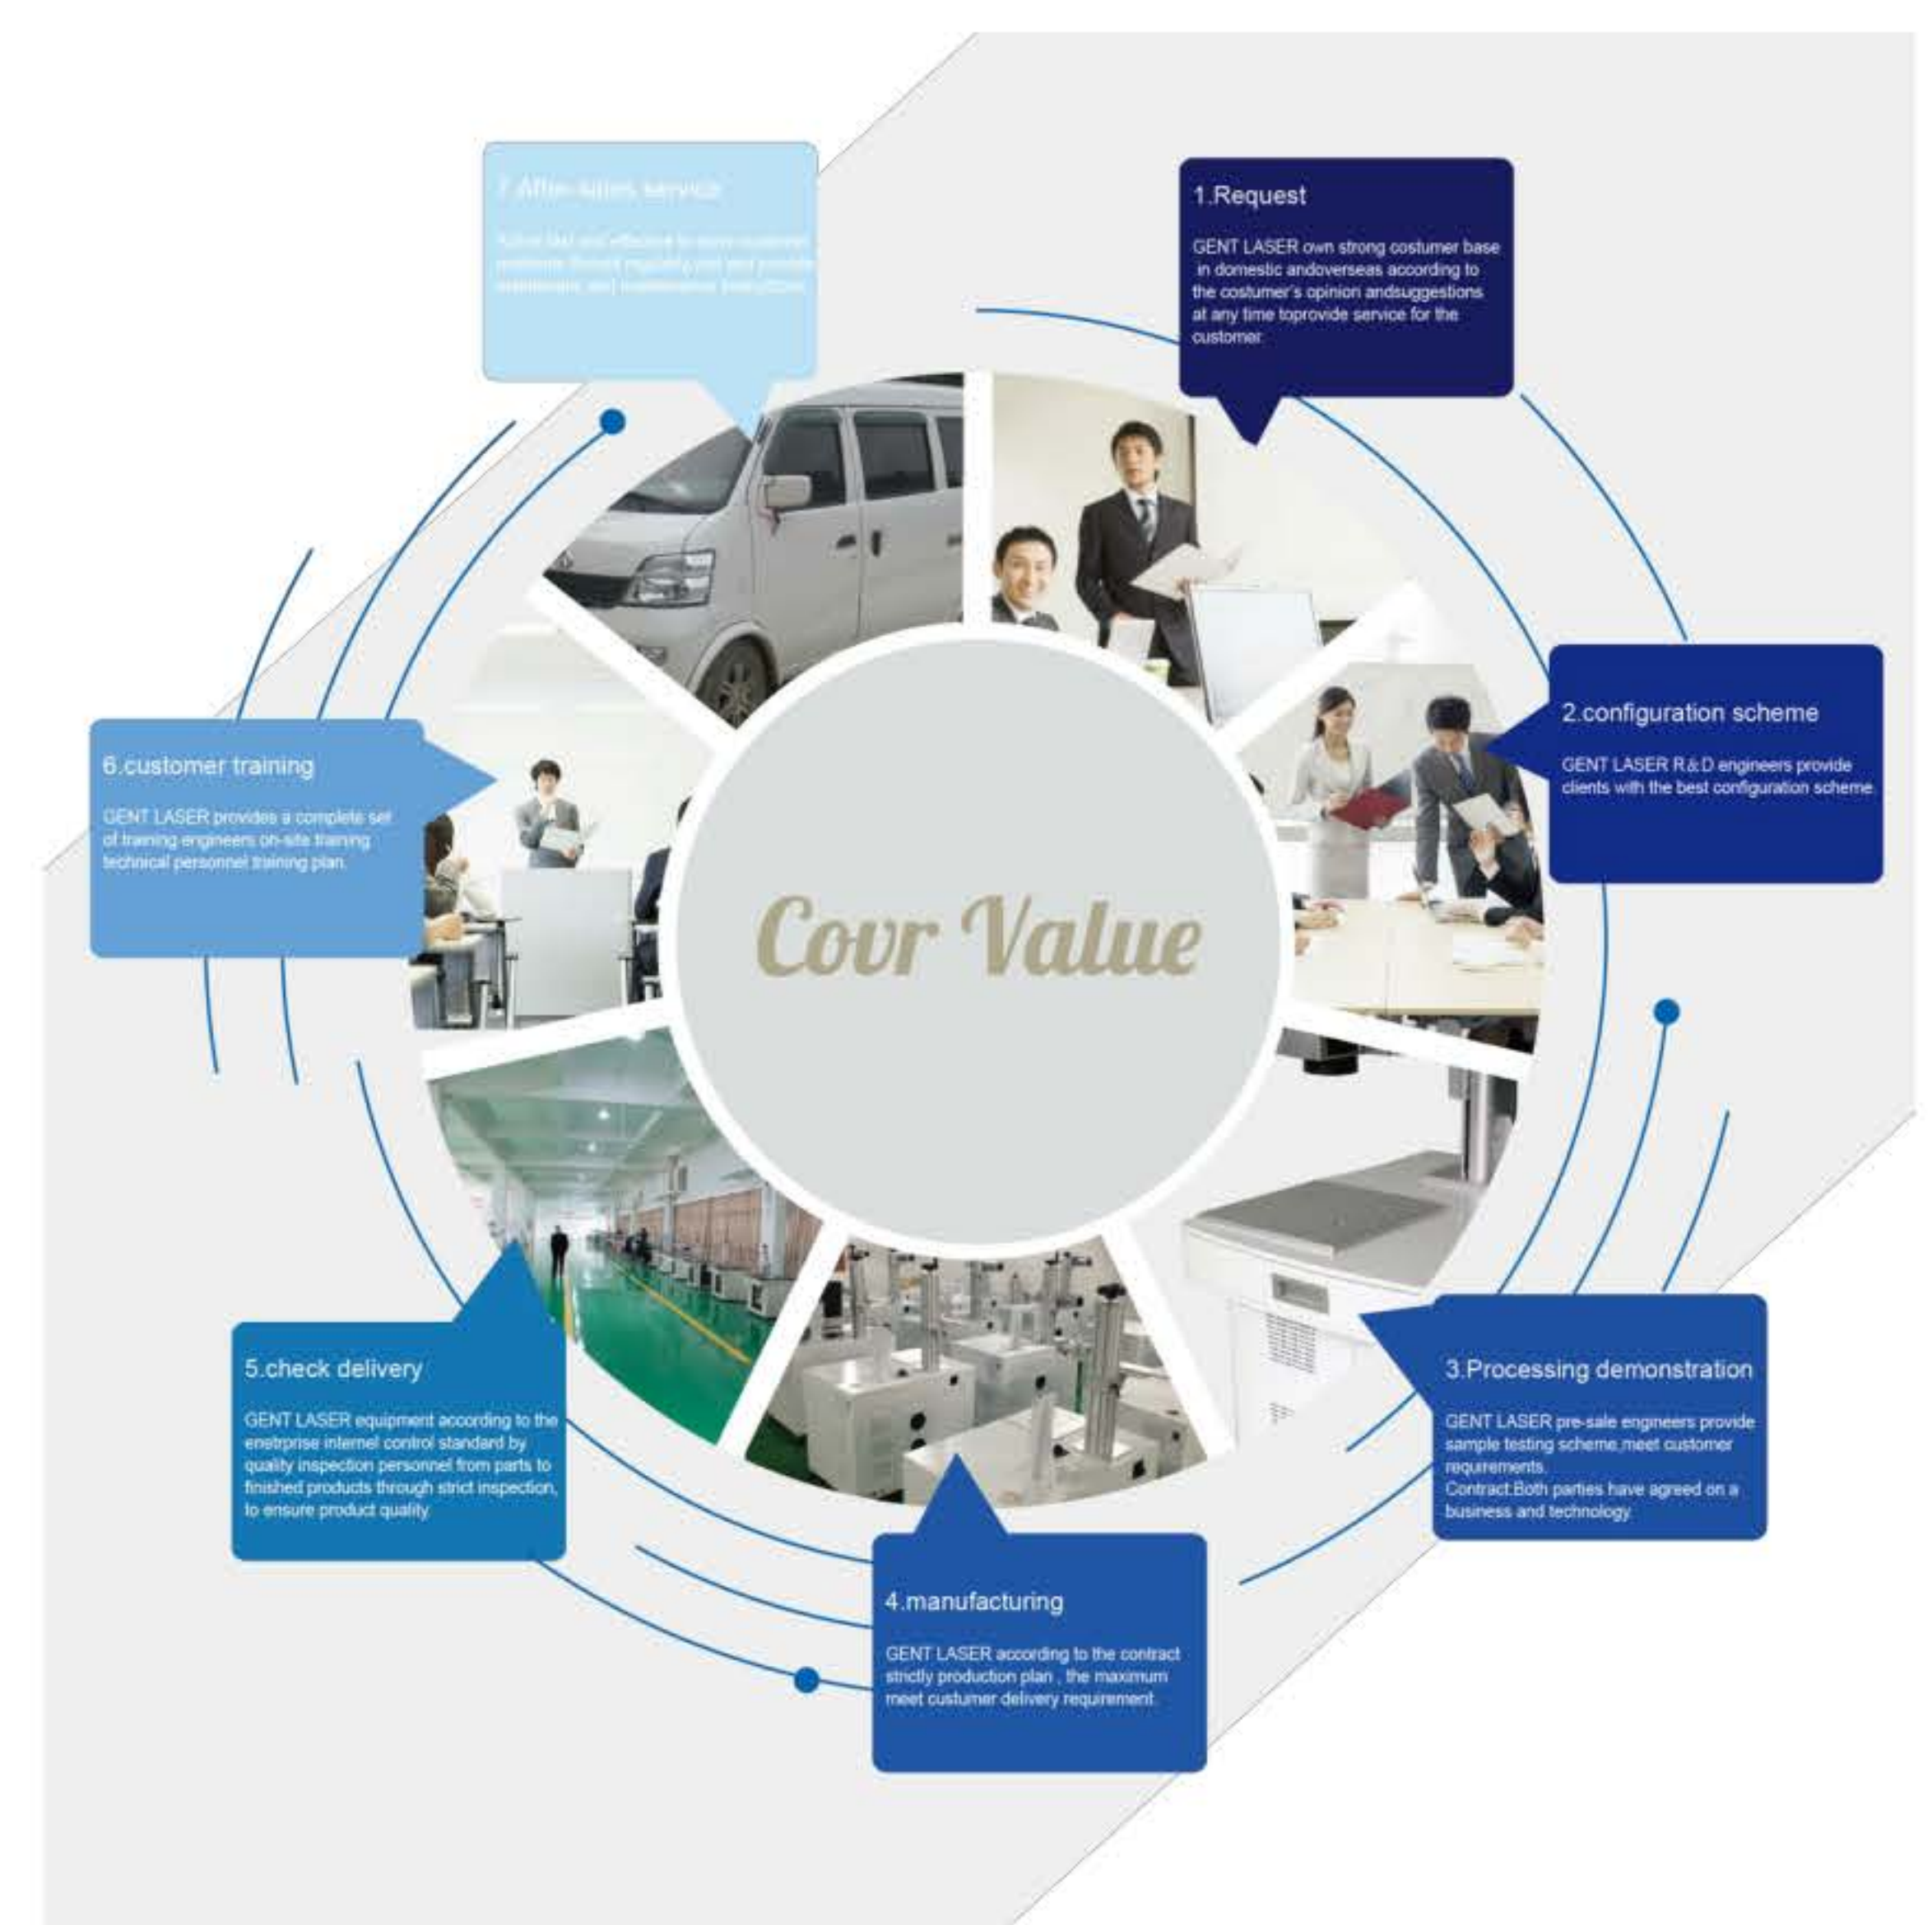 Covr Value
1.Request
GENT LASER own strong costumer base
in domestic andoverseas according to
the costumer's opinion andsuggestions
at any time toprovide service for the
customer.
2.configuration scheme
GENT LASER R&D engineers provide
clients with the best configuration scheme
3.Processing demonstration
GENT LASER pre-sale engineers provide
sample testing scheme,meet customer
requirements.
Contract:Both parties have agreed on a
business and technology.
4.manufacturing
GENT LASER according to the contract
strictly production plan , the maximum
meet custumer delivery requirement.
5.check delivery
GENT LASER equipment according to the
enstrprise internel control standard by
quality inspection personnel from parts to
finished products through strict inspection,
to ensure product quality.
6.customer training
GENT LASER provides a complete set
of training engineers on-site training
technical personnel training plan.
7.After-sales service